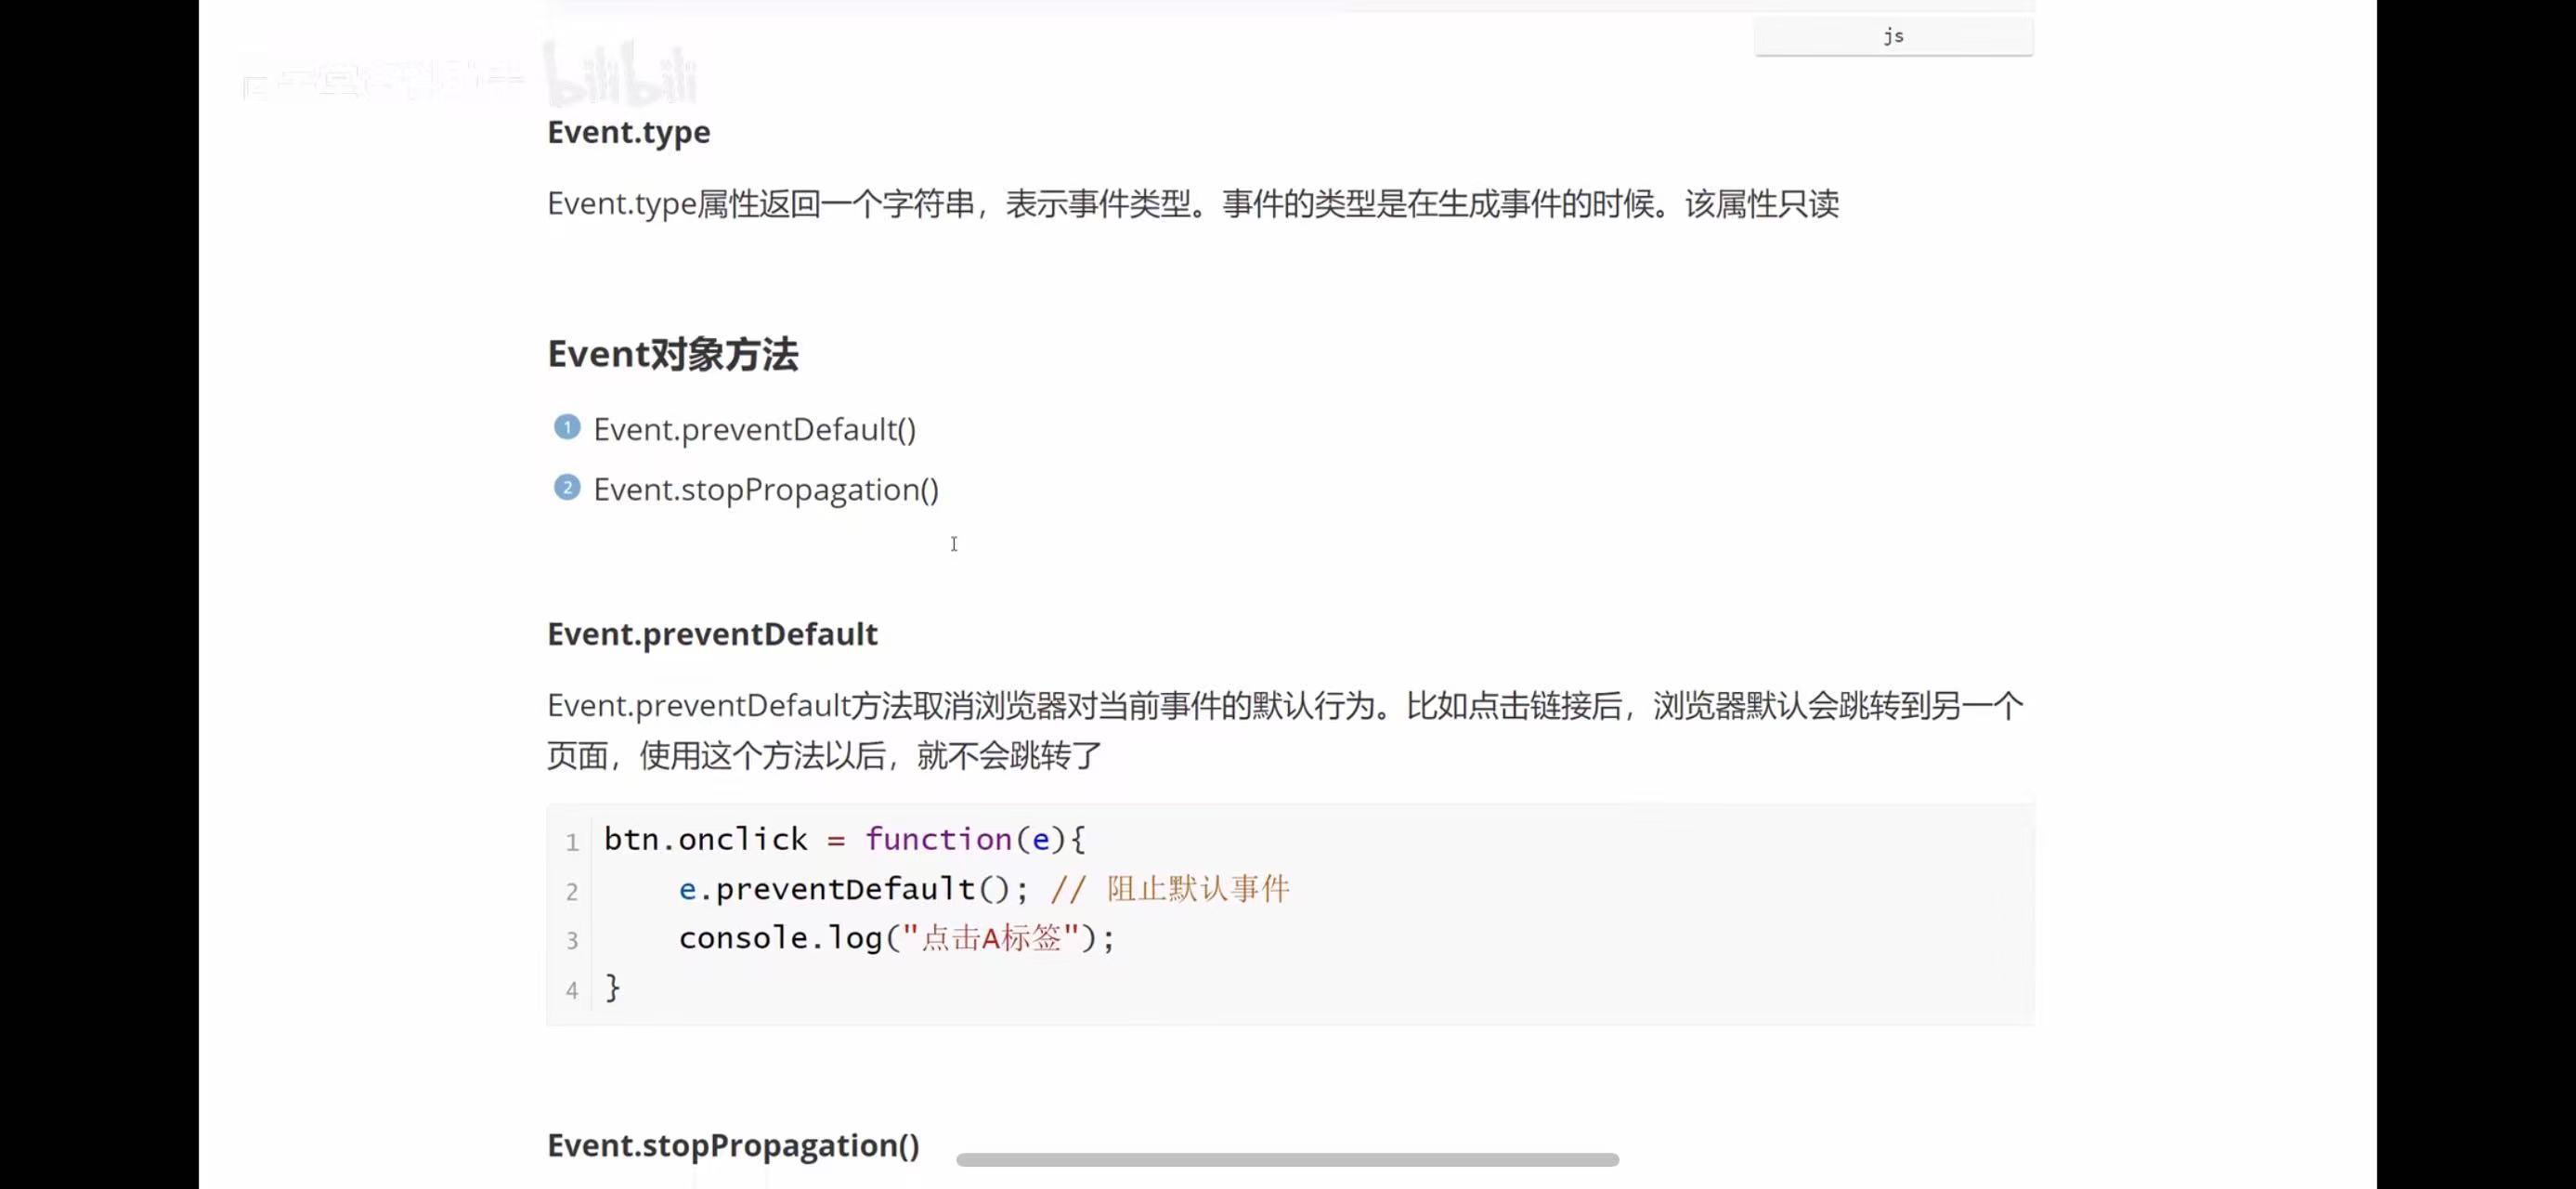 js
bilibili
Event.type
Event.type属性返回一个字符串，表示事件类型。事件的类型是在生成事件的时候。该属性只读
Event对象方法
1 Event.preventDefault()
2 Event.stopPropagation()
Event.preventDefault
Event.preventDefault方法取消浏览器对当前事件的默认行为。比如点击链接后，浏览器默认会跳转到另一个
页面，使用这个方法以后，就不会跳转了
1 btn.onclick = function(e){
2     e.preventDefault(); // 阻止默认事件
3     console.log("点击A标签");
4 }
Event.stopPropagation()